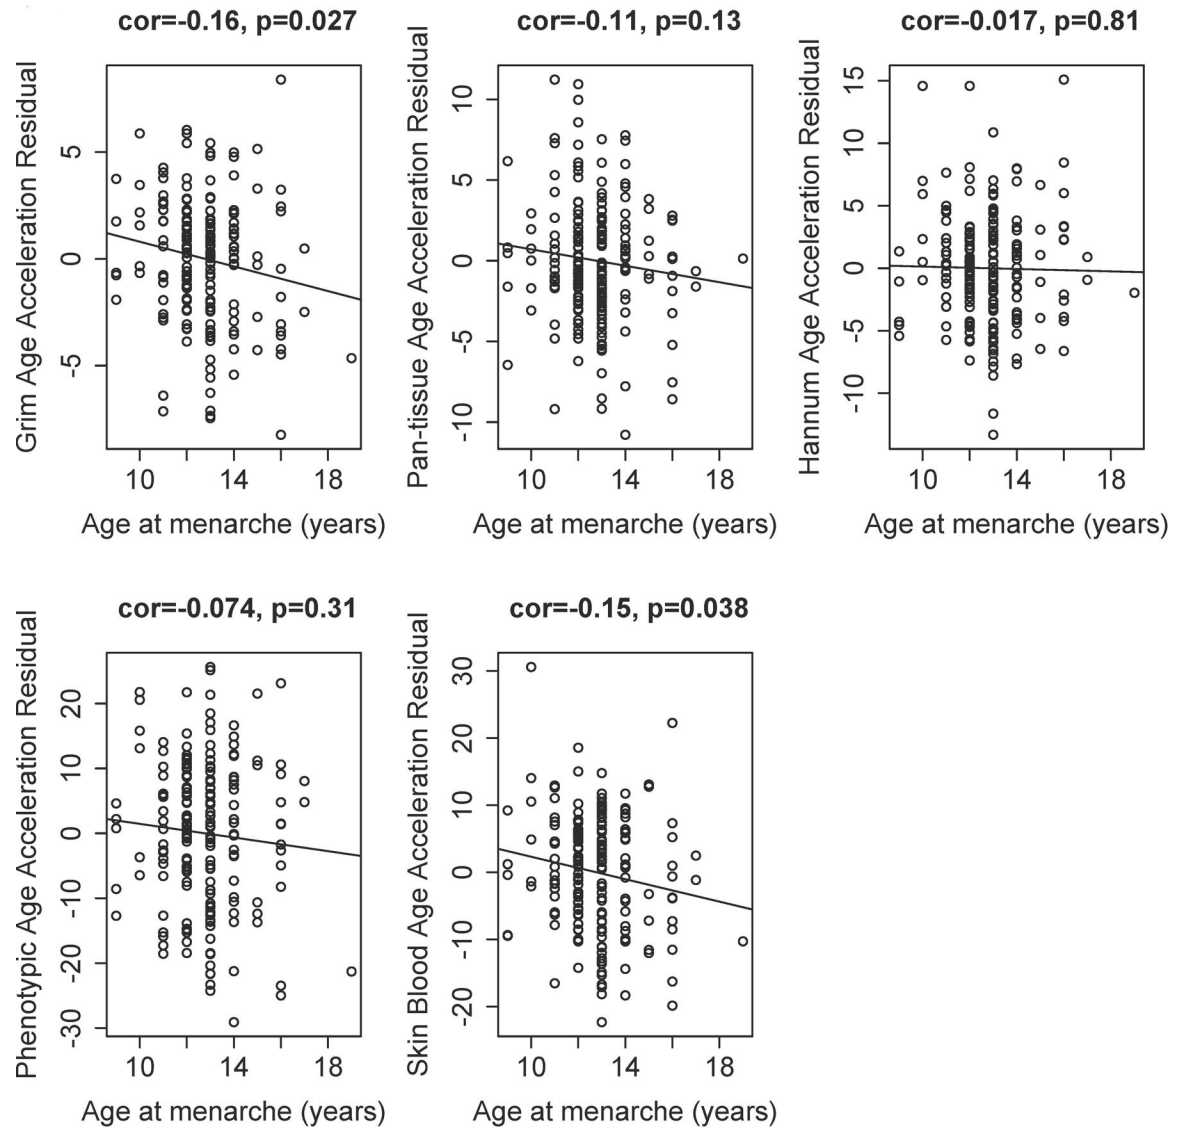 cor=-0.16, p=0.027
Grim Age Acceleration Residual
5
0
-5
10
14
18
Age at menarche (years)
cor=-0.11, p=0.13
Pan-tissue Age Acceleration Residual
10
5
0
-5
-10
10
14
18
Age at menarche (years)
cor=-0.017, p=0.81
Hannum Age Acceleration Residual
15
10
5
0
-5
-10
10
14
18
Age at menarche (years)
cor=-0.074, p=0.31
Phenotypic Age Acceleration Residual
20
10
0
-10
-20
-30
10
14
18
Age at menarche (years)
cor=-0.15, p=0.038
Skin Blood Age Acceleration Residual
30
20
10
0
-10
-20
10
14
18
Age at menarche (years)